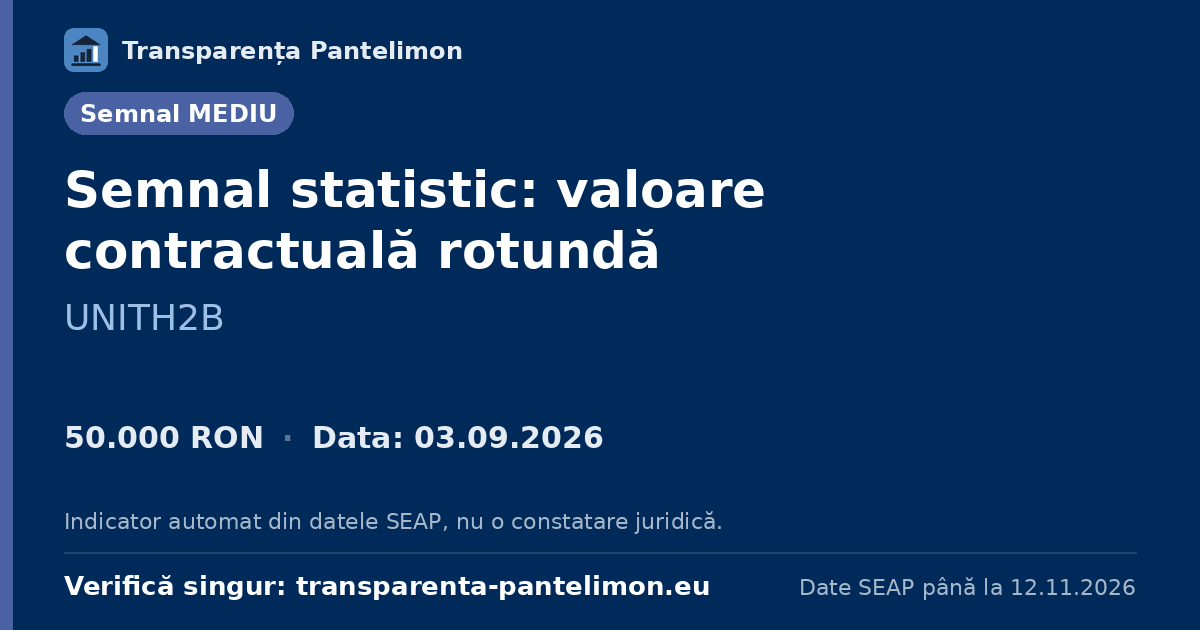 Transparența Pantelimon
Semnal MEDIU
Semnal statistic: valoare
contractuală rotundă
UNITH2B
50.000 RON · Data: 03.09.2026
Indicator automat din datele SEAP, nu o constatare juridică.
Verifică singur: transparenta-pantelimon.eu
Date SEAP până la 12.11.2026